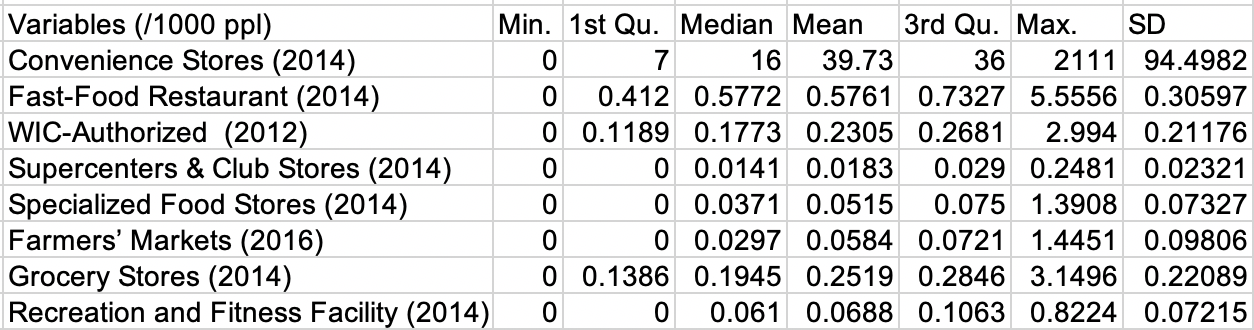 Variables (/1000 ppl) Min. 1st Qu. Median Mean 3rd Qu. Max. SD
Convenience Stores (2014) 0 7 16 39.73 36 2111 94.4982
Fast-Food Restaurant (2014) 0 0.412 0.5772 0.5761 0.7327 5.5556 0.30597
WIC-Authorized (2012) 0 0.1189 0.1773 0.2305 0.2681 2.994 0.21176
Supercenters & Club Stores (2014) 0 0 0.0141 0.0183 0.029 0.2481 0.02321
Specialized Food Stores (2014) 0 0 0.0371 0.0515 0.075 1.3908 0.07327
Farmers’ Markets (2016) 0 0 0.0297 0.0584 0.0721 1.4451 0.09806
Grocery Stores (2014) 0 0.1386 0.1945 0.2519 0.2846 3.1496 0.22089
Recreation and Fitness Facility (2014) 0 0 0.061 0.0688 0.1063 0.8224 0.07215